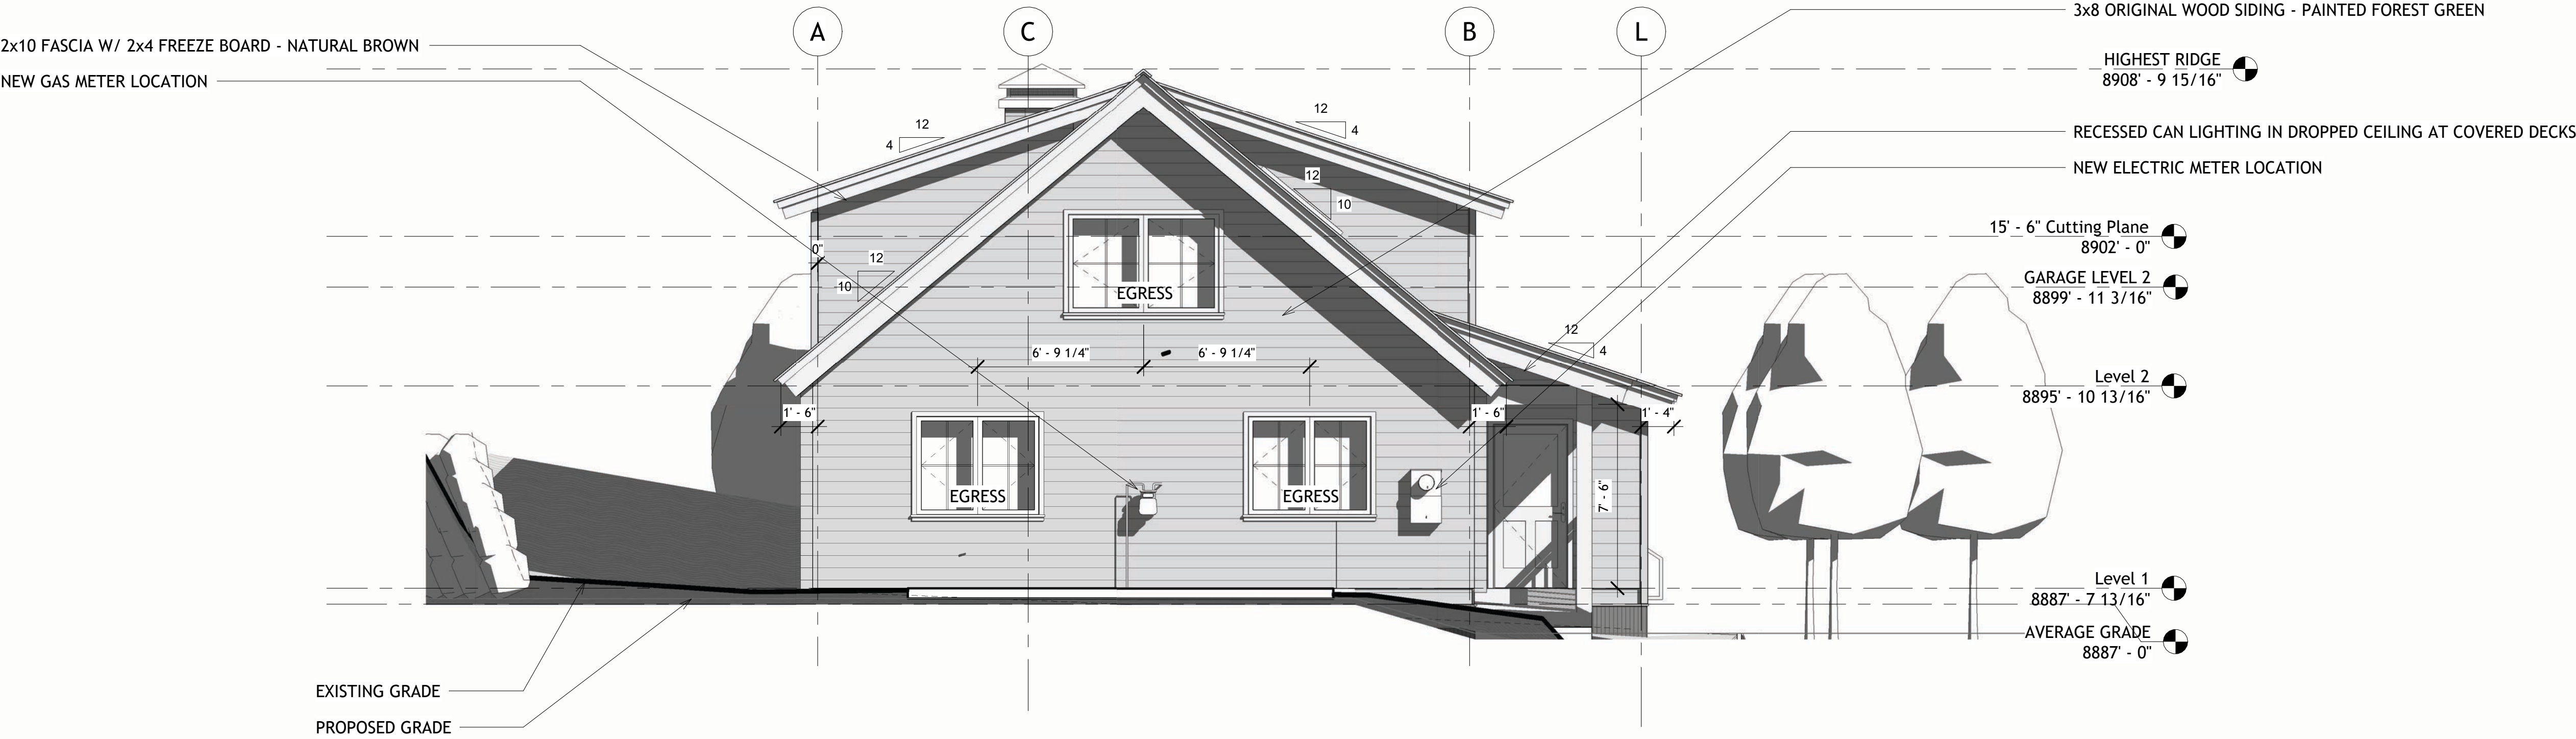 A
C
B
L
3x8 ORIGINAL WOOD SIDING - PAINTED FOREST GREEN
2x10 FASCIA W/ 2x4 FREEZE BOARD - NATURAL BROWN
HIGHEST RIDGE
8908' - 9 15/16"
NEW GAS METER LOCATION
12
4
12
4
RECESSED CAN LIGHTING IN DROPPED CEILING AT COVERED DECKS
NEW ELECTRIC METER LOCATION
12
10
15' - 6" Cutting Plane
8902' - 0"
0"
12
10
GARAGE LEVEL 2
8899' - 11 3/16"
EGRESS
12
4
6' - 9 1/4"
6' - 9 1/4"
Level 2
8895' - 10 13/16"
1' - 6"
1' - 6"
1' - 4"
EGRESS
EGRESS
7' - 6"
Level 1
8887' - 7 13/16"
AVERAGE GRADE
8887' - 0"
EXISTING GRADE
PROPOSED GRADE